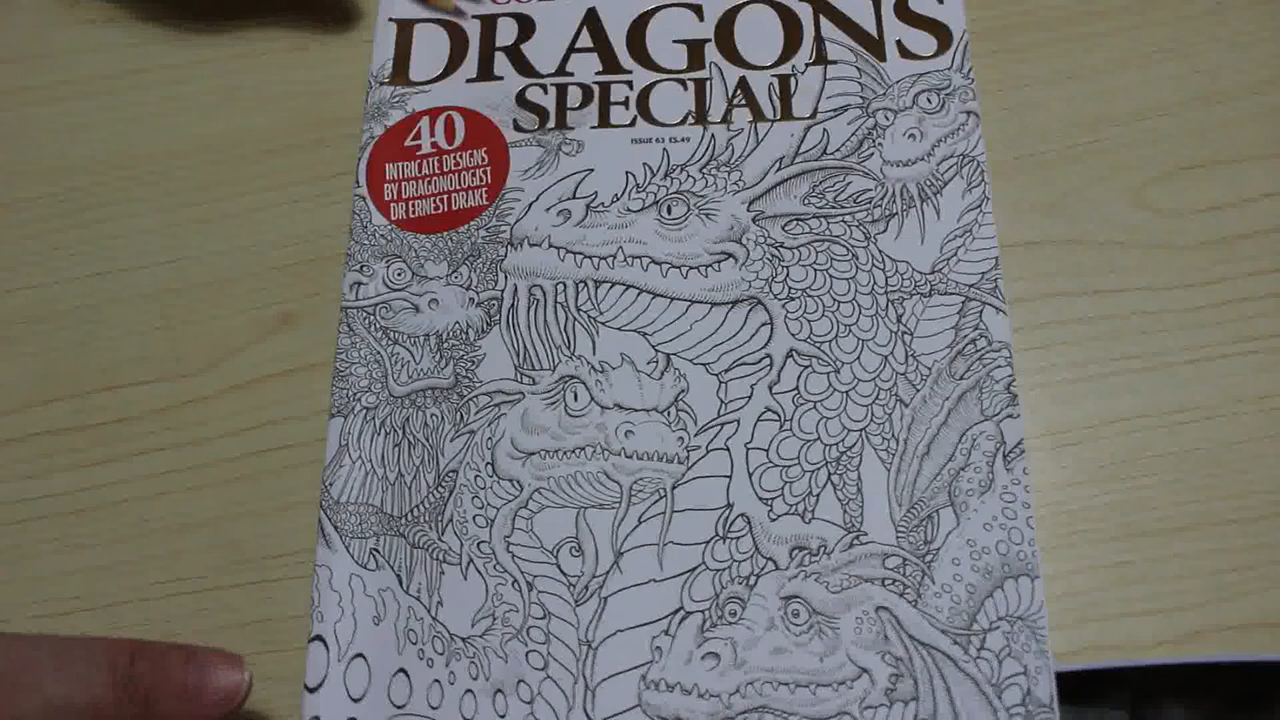 DRAGONS
SPECIAL
ISSUE 63 £5.49
40
INTRICATE DESIGNS
BY DRAGONOLOGIST
DR ERNEST DRAKE